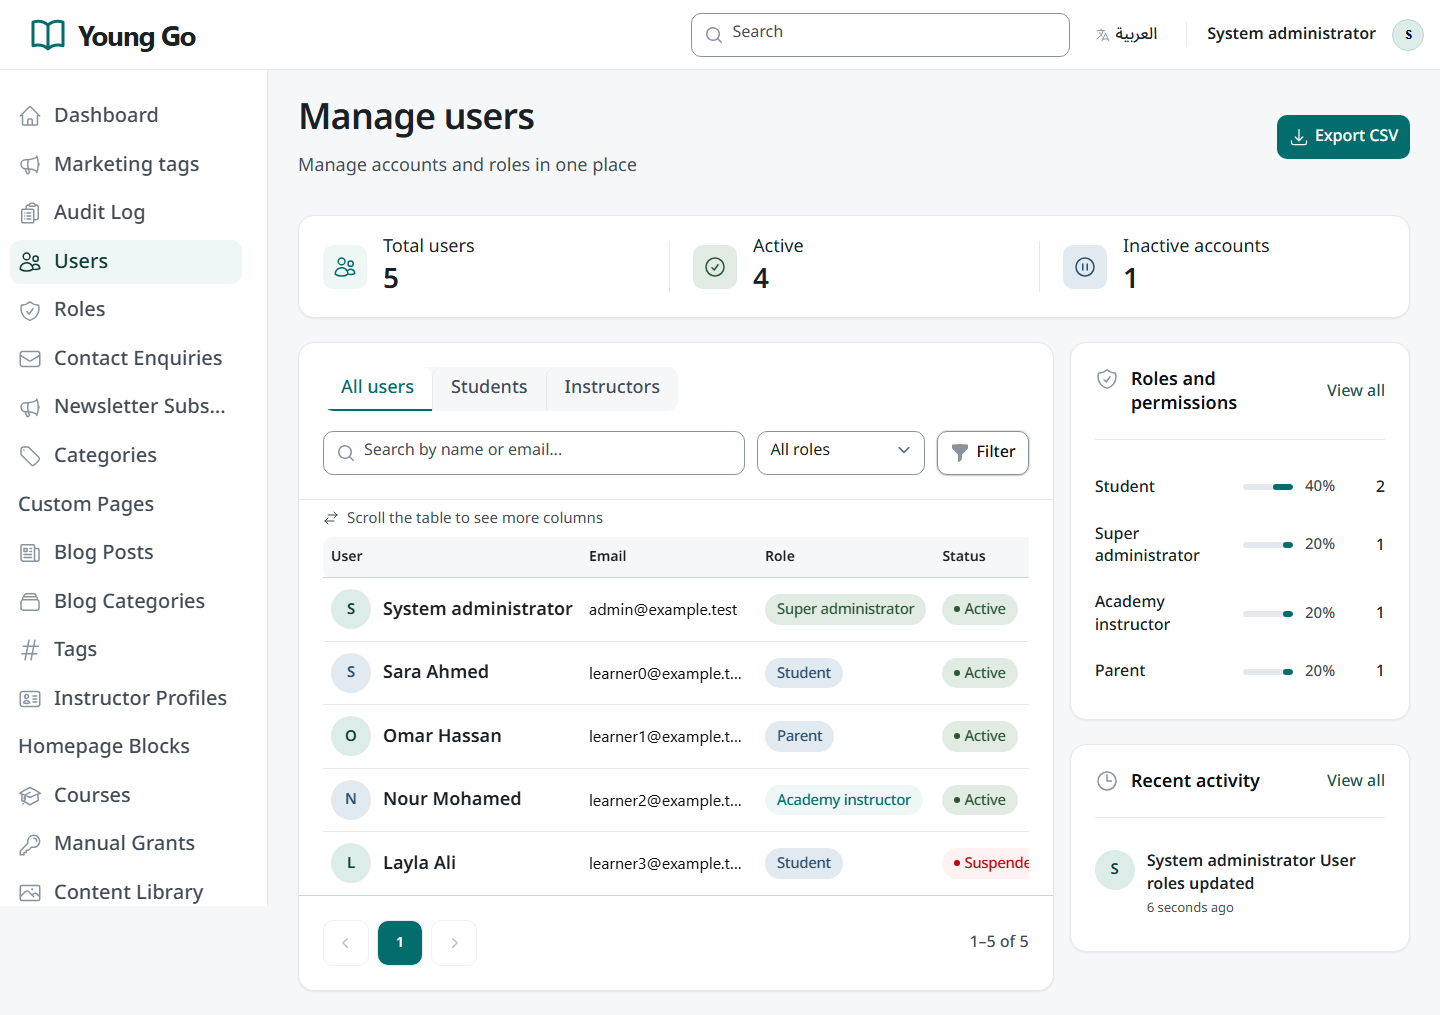 Young Go
Search
العربية
System administrator
S
Dashboard
Marketing tags
Audit Log
Users
Roles
Contact Enquiries
Newsletter Subs...
Categories
Custom Pages
Blog Posts
Blog Categories
Tags
Instructor Profiles
Homepage Blocks
Courses
Manual Grants
Content Library
Manage users
Manage accounts and roles in one place
Export CSV
Total users
5
Active
4
Inactive accounts
1
All users Students Instructors
Search by name or email...
All roles
Filter
Scroll the table to see more columns
User Email Role Status
S System administrator admin@example.test Super administrator Active
S Sara Ahmed learner0@example.t... Student Active
O Omar Hassan learner1@example.t... Parent Active
N Nour Mohamed learner2@example.t... Academy instructor Active
L Layla Ali learner3@example.t... Student Suspende
1
1–5 of 5
Roles and
permissions
View all
Student 40% 2
Super
administrator 20% 1
Academy
instructor 20% 1
Parent 20% 1
Recent activity
View all
S
System administrator User
roles updated
6 seconds ago